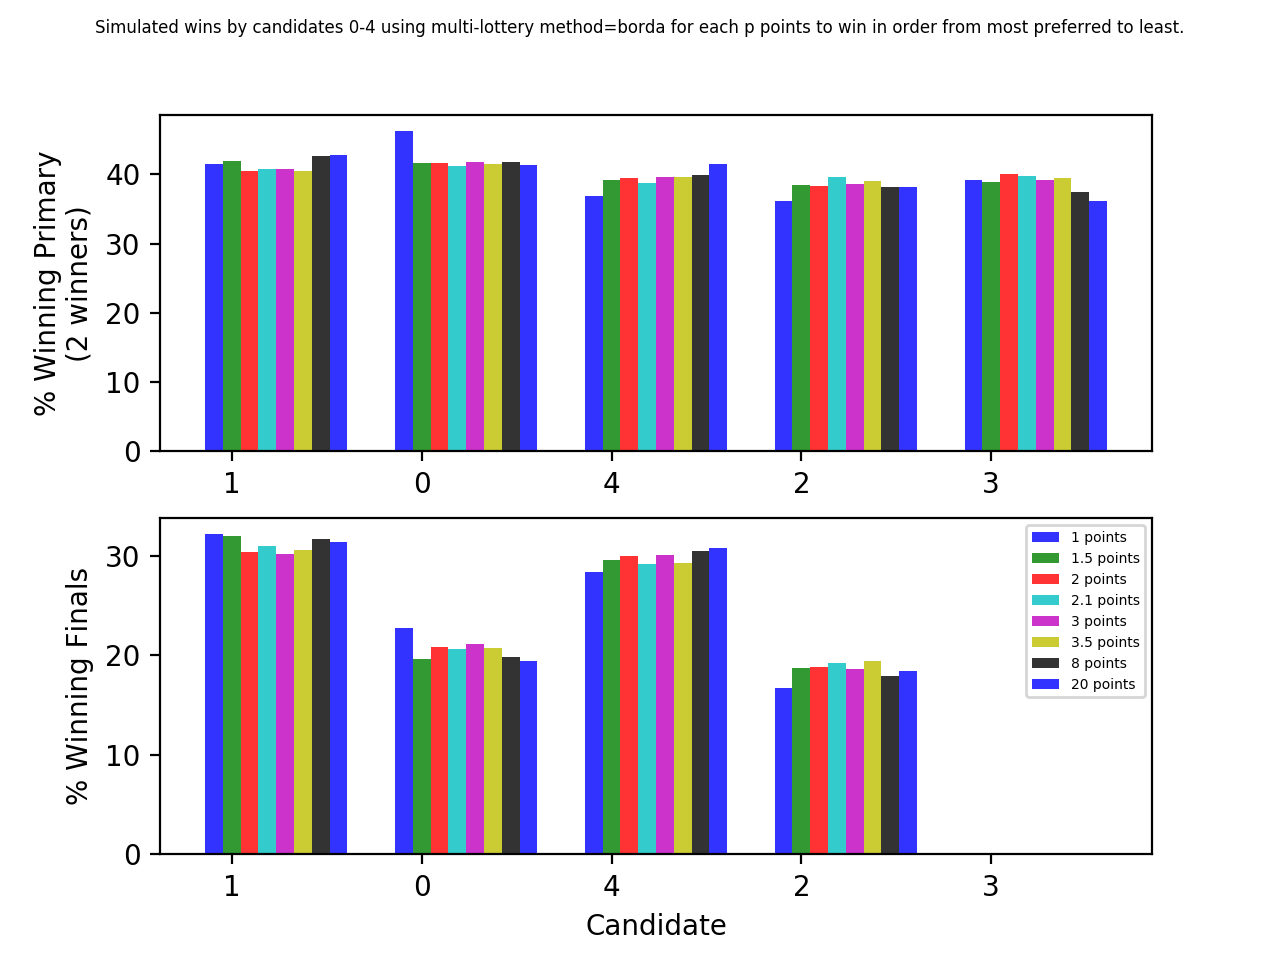 Simulated wins by candidates 0-4 using multi-lottery method=borda for each p points to win in order from most preferred to least.
% Winning Primary
(2 winners)
40
30
20
10
0
1 0 4 2 3
% Winning Finals
30
20
10
0
1 points
1.5 points
2 points
2.1 points
3 points
3.5 points
8 points
20 points
1 0 4 2 3
Candidate